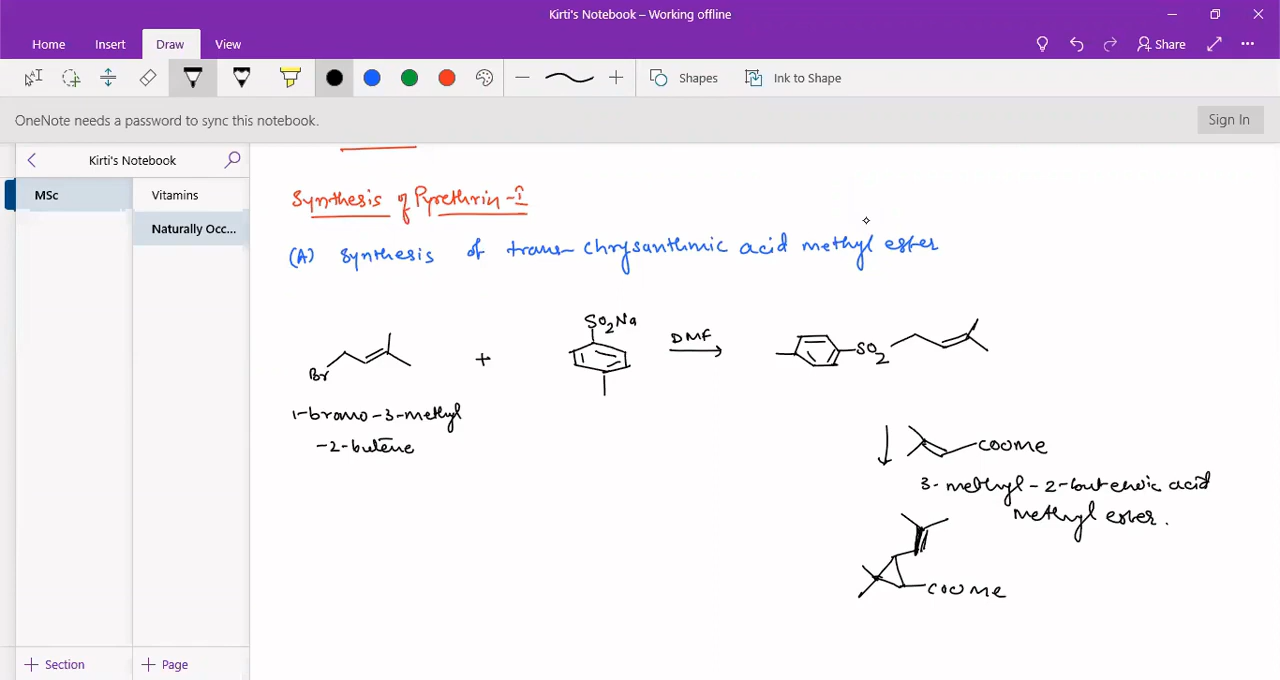 Kirti's Notebook – Working offline
Home Insert Draw View
Share
Shapes Ink to Shape
OneNote needs a password to sync this notebook. Sign In
Kirti's Notebook
MSc
Vitamins
Naturally Occ...
Section Page
Synthesis of Pyrethrin-I
(A) Synthesis of trans-chrysanthmic acid methyl ester
Br
+
SO2Na
DMF
SO2
1-bromo-3-methyl
-2-butene
COOMe
3-methyl-2-butenoic acid
methyl ester.
COOMe